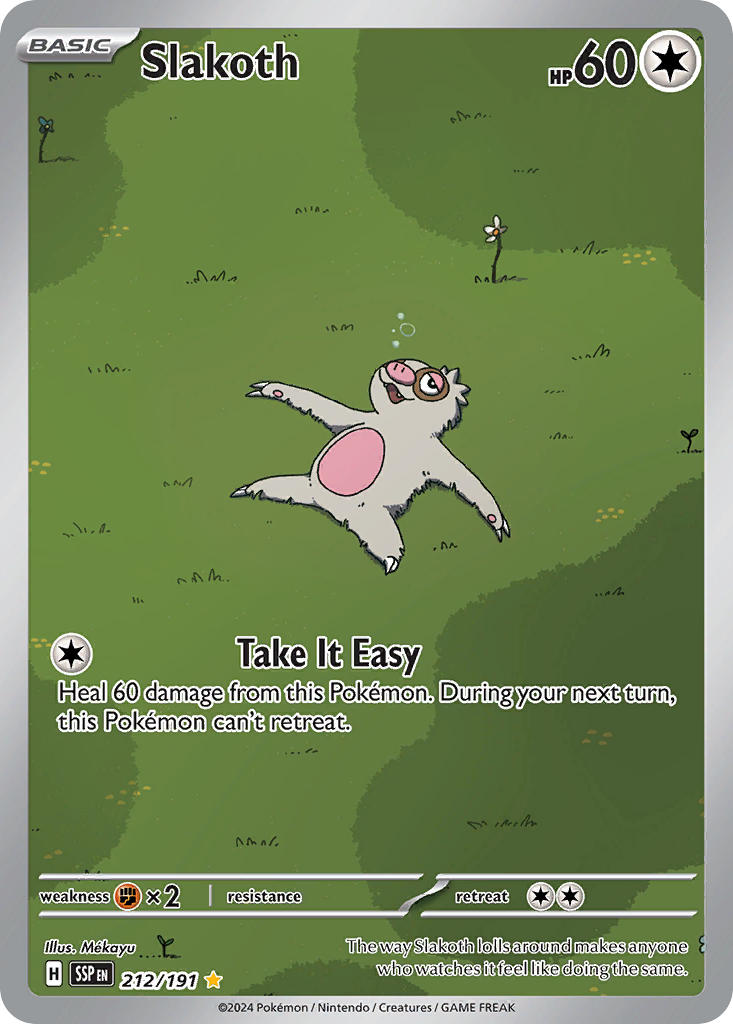 BASIC
Slakoth
HP 60
Take It Easy
Heal 60 damage from this Pokémon. During your next turn,
this Pokémon can't retreat.
weakness ×2 resistance retreat
Illus. Mékayu
The way Slakoth lolls around makes anyone
who watches it feel like doing the same.
H SSP EN 212/191
©2024 Pokémon / Nintendo / Creatures / GAME FREAK